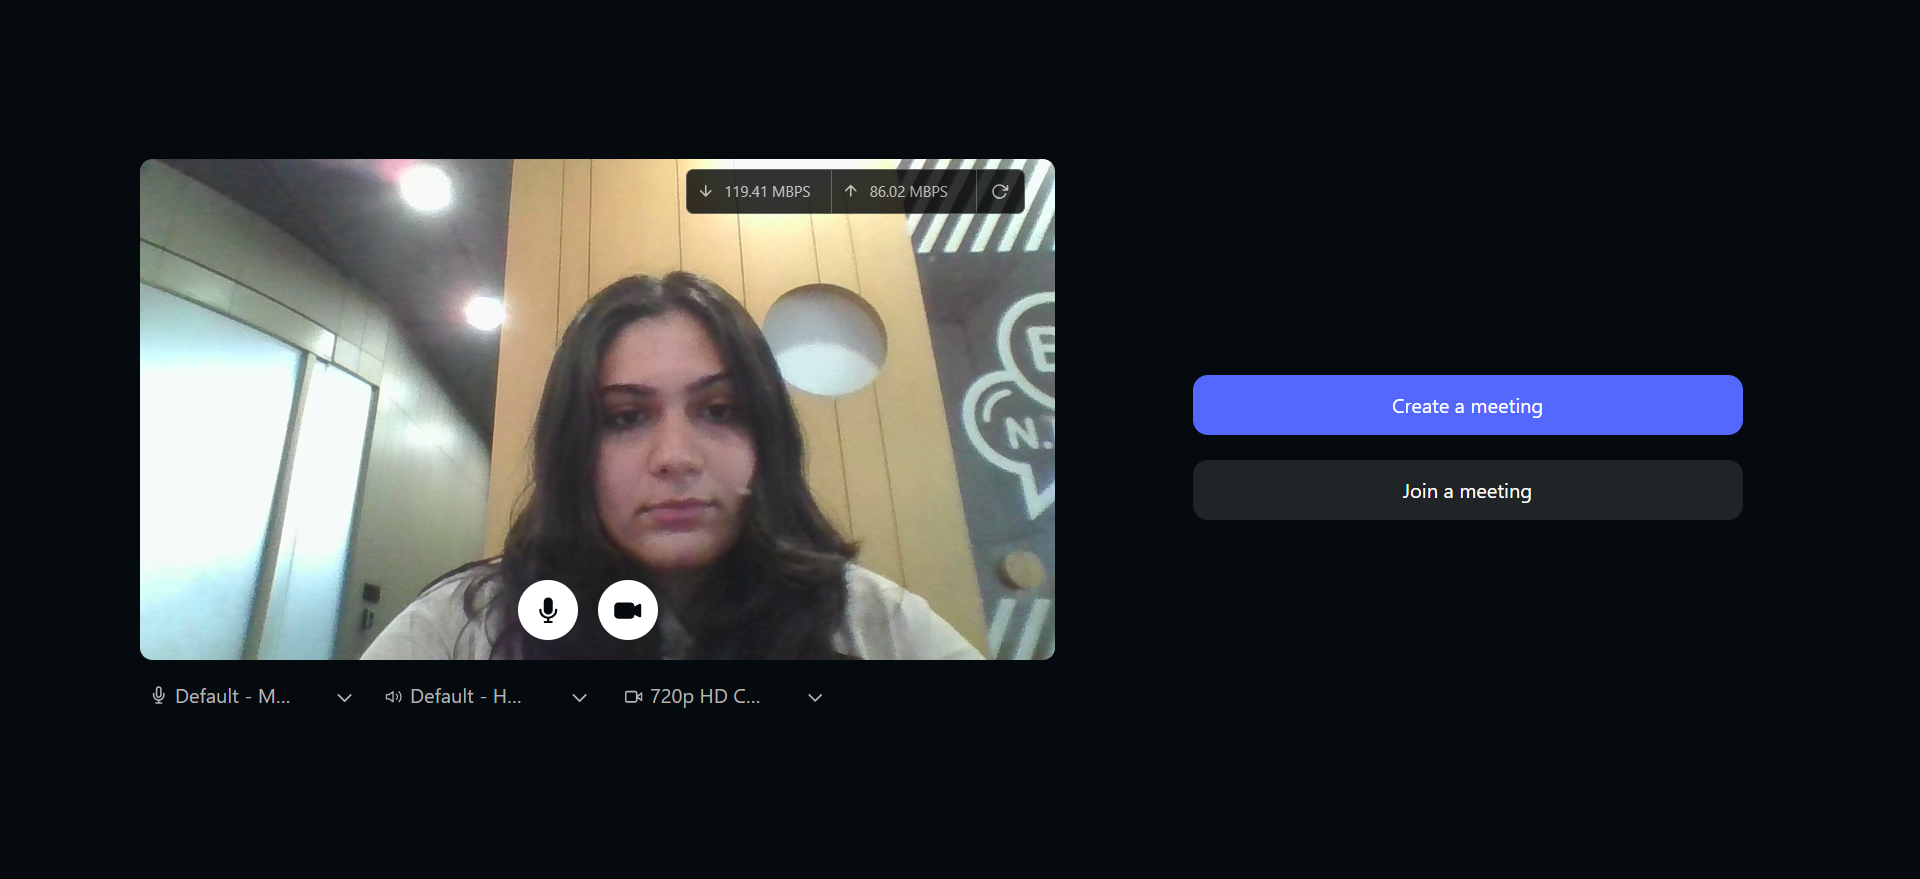 119.41 MBPS
86.02 MBPS
Create a meeting
Join a meeting
Default - M...
Default - H...
720p HD C...